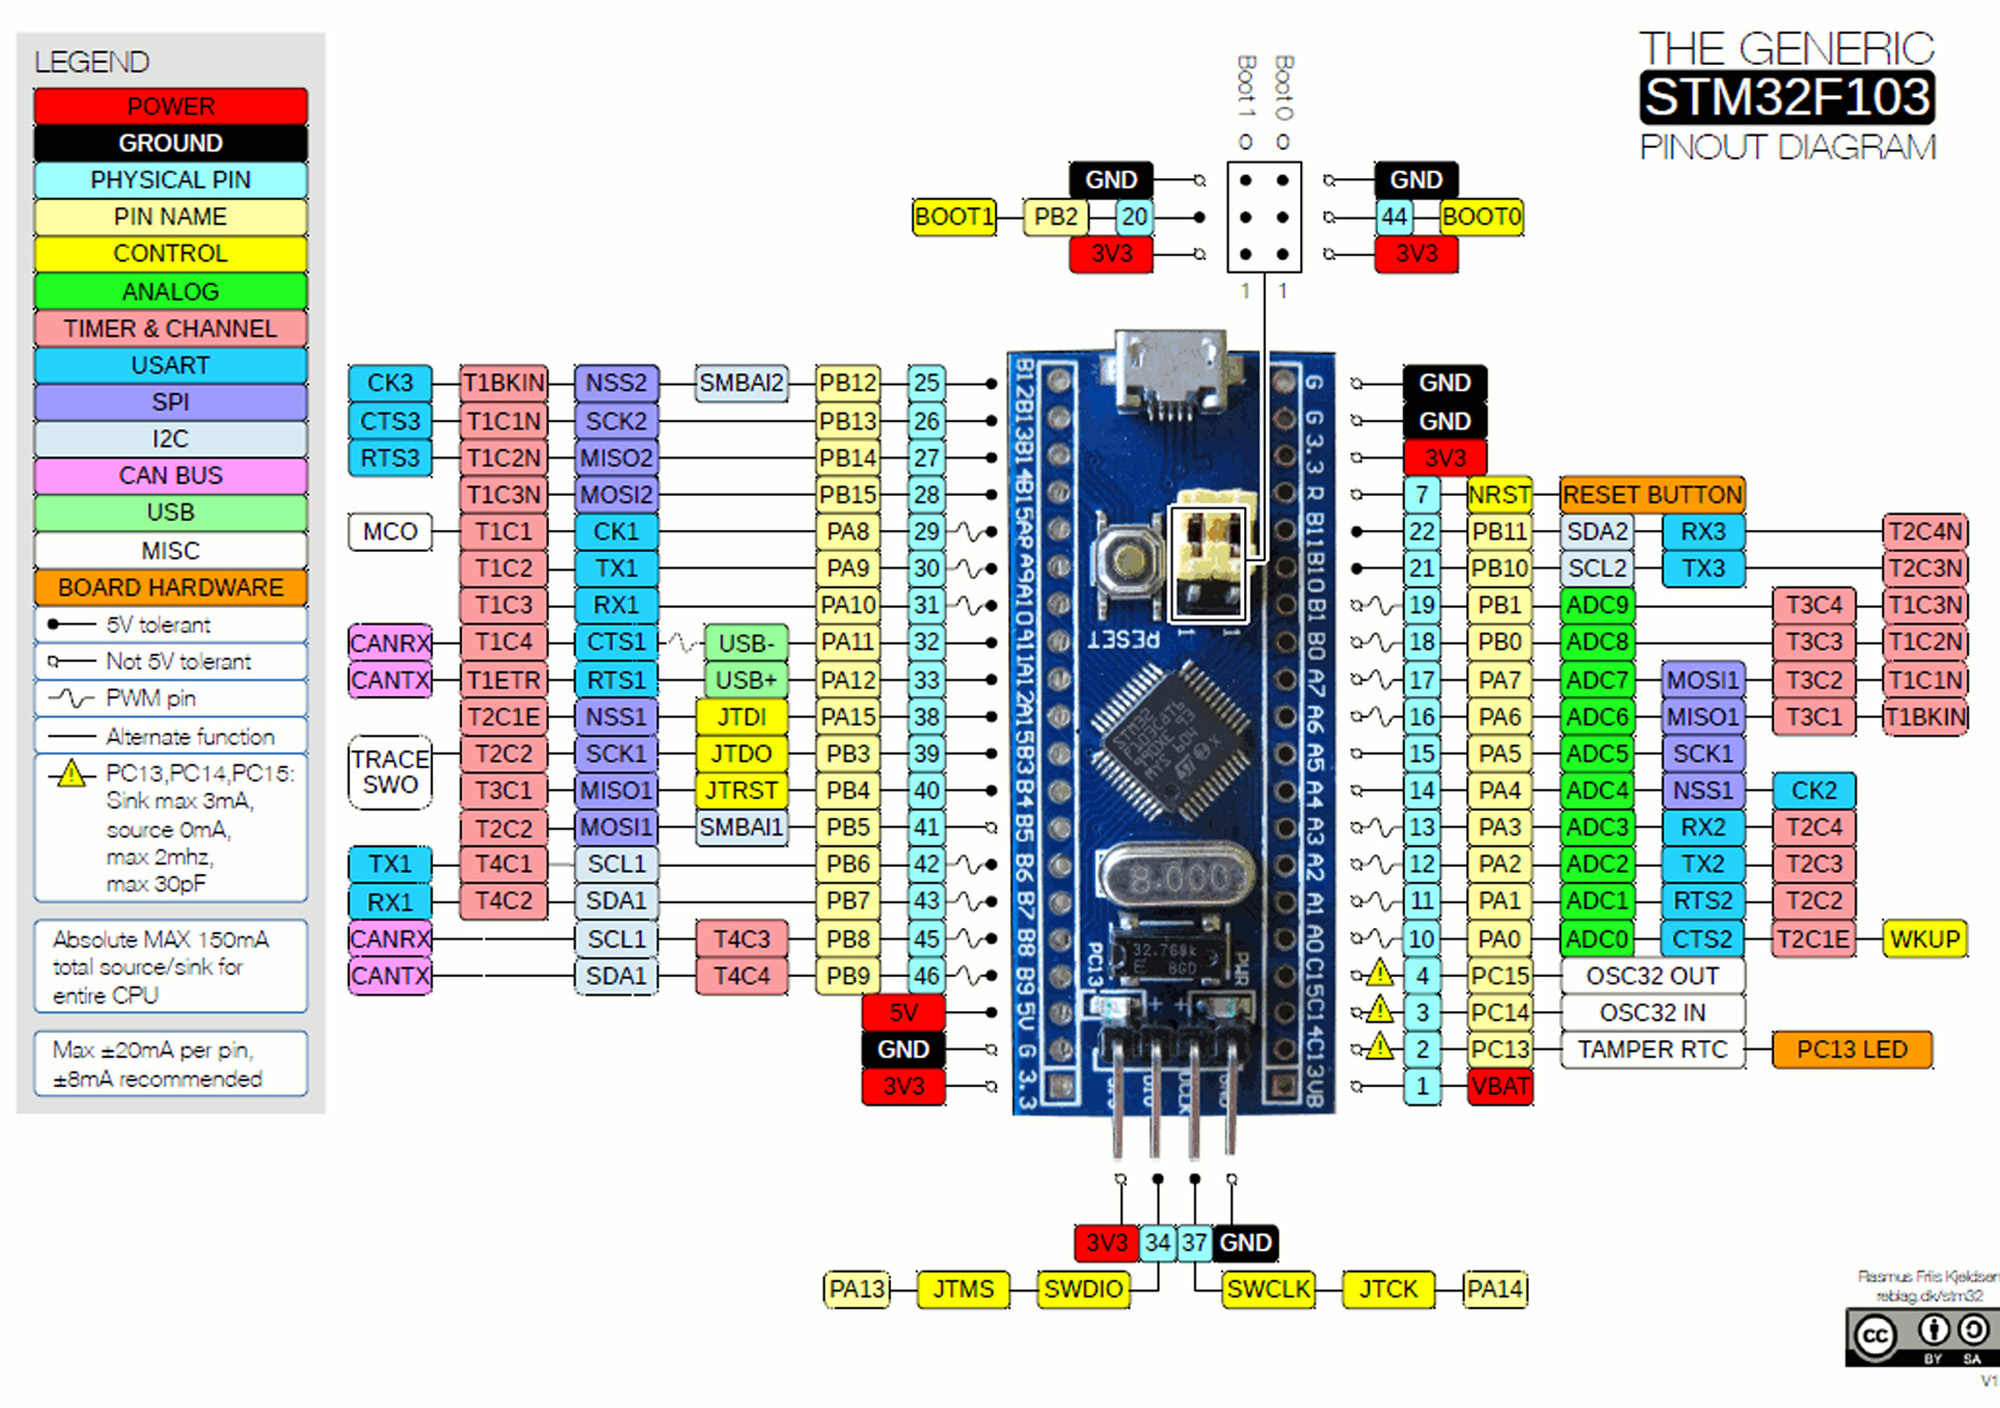 LEGEND
POWER
GROUND
PHYSICAL PIN
PIN NAME
CONTROL
ANALOG
TIMER & CHANNEL
USART
SPI
I2C
CAN BUS
USB
MISC
BOARD HARDWARE
5V tolerant
Not 5V tolerant
PWM pin
Alternate function
PC13,PC14,PC15:
Sink max 3mA,
source 0mA,
max 2mhz,
max 30pF
Absolute MAX 150mA
total source/sink for
entire CPU
Max ±20mA per pin,
±8mA recommended
THE GENERIC
STM32F103
PINOUT DIAGRAM
Boot 1 Boot 0
GND GND
BOOT1 PB2 20 44 BOOT0
3V3 3V3
1 1
CK3 T1BKIN NSS2 SMBAI2 PB12 25
CTS3 T1C1N SCK2 PB13 26
RTS3 T1C2N MISO2 PB14 27
T1C3N MOSI2 PB15 28
MCO T1C1 CK1 PA8 29
T1C2 TX1 PA9 30
T1C3 RX1 PA10 31
CANRX T1C4 CTS1 USB- PA11 32
CANTX T1ETR RTS1 USB+ PA12 33
T2C1E NSS1 JTDI PA15 38
TRACE SWO
T2C2 SCK1 JTDO PB3 39
T3C1 MISO1 JTRST PB4 40
T2C2 MOSI1 SMBAI1 PB5 41
TX1 T4C1 SCL1 PB6 42
RX1 T4C2 SDA1 PB7 43
CANRX SCL1 T4C3 PB8 45
CANTX SDA1 T4C4 PB9 46
5V
GND
3V3
B12 B13 B14 B15 A8 A9 A10 A11 A12 A15 B3 B4 B5 B6 B7 B8 B9 5V G 3.3
G G 3.3 R B11 B10 B1 B0 A7 A6 A5 A4 A3 A2 A1 A0 C15 C14 C13 VB
RESET
1 1
STM32
8.000
32.768k
BGD
PC13
PWR
GND
GND
3V3
7 NRST RESET BUTTON
22 PB11 SDA2 RX3 T2C4N
21 PB10 SCL2 TX3 T2C3N
19 PB1 ADC9 T3C4 T1C3N
18 PB0 ADC8 T3C3 T1C2N
17 PA7 ADC7 MOSI1 T3C2 T1C1N
16 PA6 ADC6 MISO1 T3C1 T1BKIN
15 PA5 ADC5 SCK1
14 PA4 ADC4 NSS1 CK2
13 PA3 ADC3 RX2 T2C4
12 PA2 ADC2 TX2 T2C3
11 PA1 ADC1 RTS2 T2C2
10 PA0 ADC0 CTS2 T2C1E WKUP
4 PC15 OSC32 OUT
3 PC14 OSC32 IN
2 PC13 TAMPER RTC PC13 LED
1 VBAT
3V3 34 37 GND
PA13 JTMS SWDIO SWCLK JTCK PA14
Rasmus Friis Kjeldsen
reblag.dk/stm32
cc
BY SA
V1